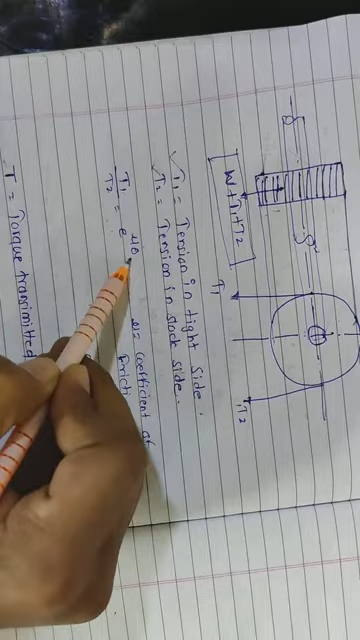 W = T1 + T2
T1
T2
T1 = Tension in tight side.
T2 = Tension in slack side.
T1/T2 = e^μθ
μ = coefficient of
fricti
T = Torque transmitted